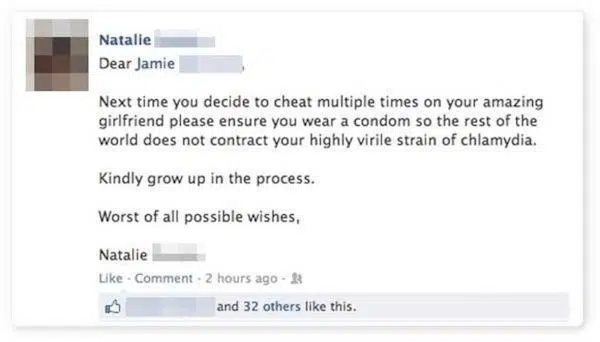 Natalie
Dear Jamie ,
Next time you decide to cheat multiple times on your amazing
girlfriend please ensure you wear a condom so the rest of the
world does not contract your highly virile strain of chlamydia.
Kindly grow up in the process.
Worst of all possible wishes,
Natalie
Like · Comment · 2 hours ago ·
and 32 others like this.